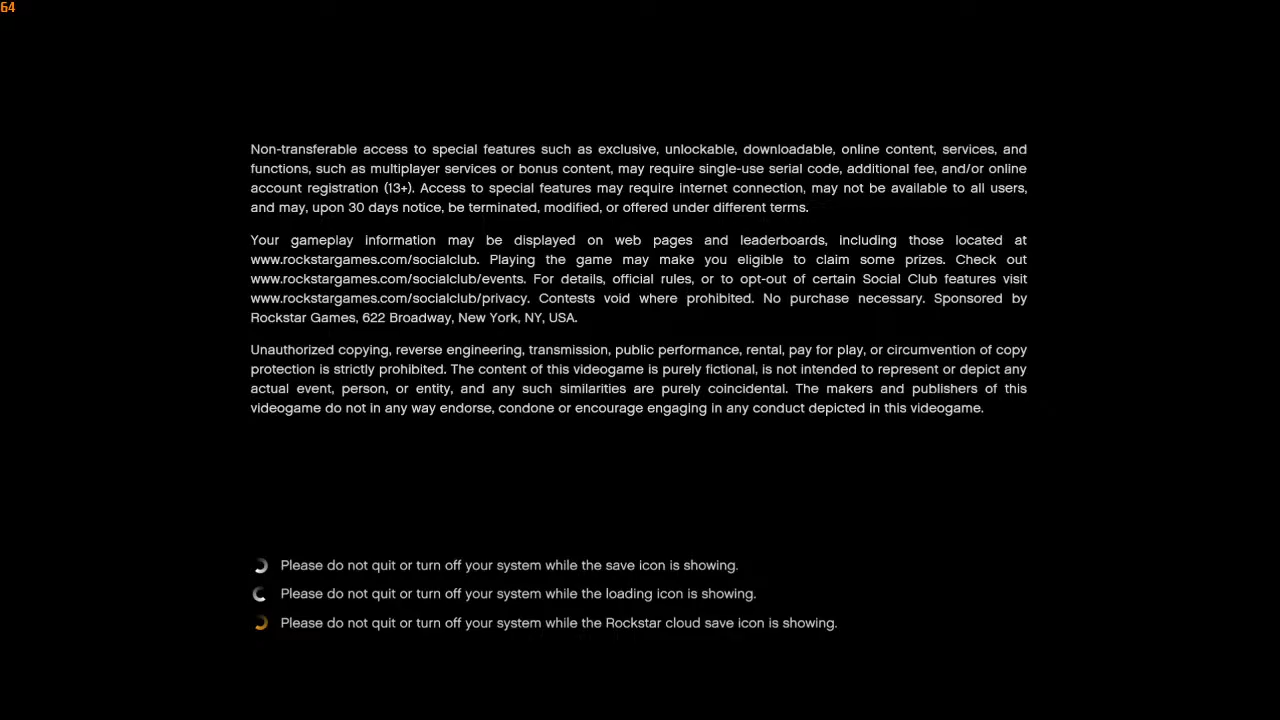 64
Non-transferable access to special features such as exclusive, unlockable, downloadable, online content, services, and
functions, such as multiplayer services or bonus content, may require single-use serial code, additional fee, and/or online
account registration (13+). Access to special features may require internet connection, may not be available to all users,
and may, upon 30 days notice, be terminated, modified, or offered under different terms.
Your gameplay information may be displayed on web pages and leaderboards, including those located at
www.rockstargames.com/socialclub. Playing the game may make you eligible to claim some prizes. Check out
www.rockstargames.com/socialclub/events. For details, official rules, or to opt-out of certain Social Club features visit
www.rockstargames.com/socialclub/privacy. Contests void where prohibited. No purchase necessary. Sponsored by
Rockstar Games, 622 Broadway, New York, NY, USA.
Unauthorized copying, reverse engineering, transmission, public performance, rental, pay for play, or circumvention of copy
protection is strictly prohibited. The content of this videogame is purely fictional, is not intended to represent or depict any
actual event, person, or entity, and any such similarities are purely coincidental. The makers and publishers of this
videogame do not in any way endorse, condone or encourage engaging in any conduct depicted in this videogame.
Please do not quit or turn off your system while the save icon is showing.
Please do not quit or turn off your system while the loading icon is showing.
Please do not quit or turn off your system while the Rockstar cloud save icon is showing.